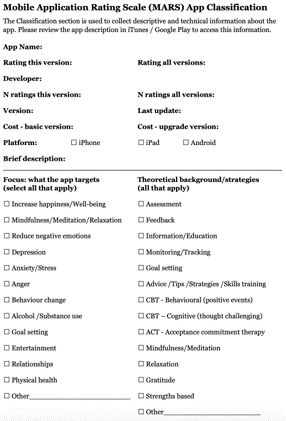 Mobile Application Rating Scale (MARS) App Classification
The Classification section is used to collect descriptive and technical information about the
app. Please review the app description in iTunes / Google Play to access this information.
App Name:
Rating this version: Rating all versions:
Developer:
N ratings this version: N ratings all versions:
Version: Last update:
Cost - basic version: Cost - upgrade version:
Platform: ☐ iPhone ☐ iPad ☐ Android
Brief description:
Focus: what the app targets
(select all that apply)
☐ Increase happiness/Well-being
☐ Mindfulness/Meditation/Relaxation
☐ Reduce negative emotions
☐ Depression
☐ Anxiety/Stress
☐ Anger
☐ Behaviour change
☐ Alcohol /Substance use
☐ Goal setting
☐ Entertainment
☐ Relationships
☐ Physical health
☐ Other
Theoretical background/strategies
(all that apply)
☐ Assessment
☐ Feedback
☐ Information/Education
☐ Monitoring/Tracking
☐ Goal setting
☐ Advice /Tips /Strategies /Skills training
☐ CBT - Behavioural (positive events)
☐ CBT – Cognitive (thought challenging)
☐ ACT - Acceptance commitment therapy
☐ Mindfulness/Meditation
☐ Relaxation
☐ Gratitude
☐ Strengths based
☐ Other